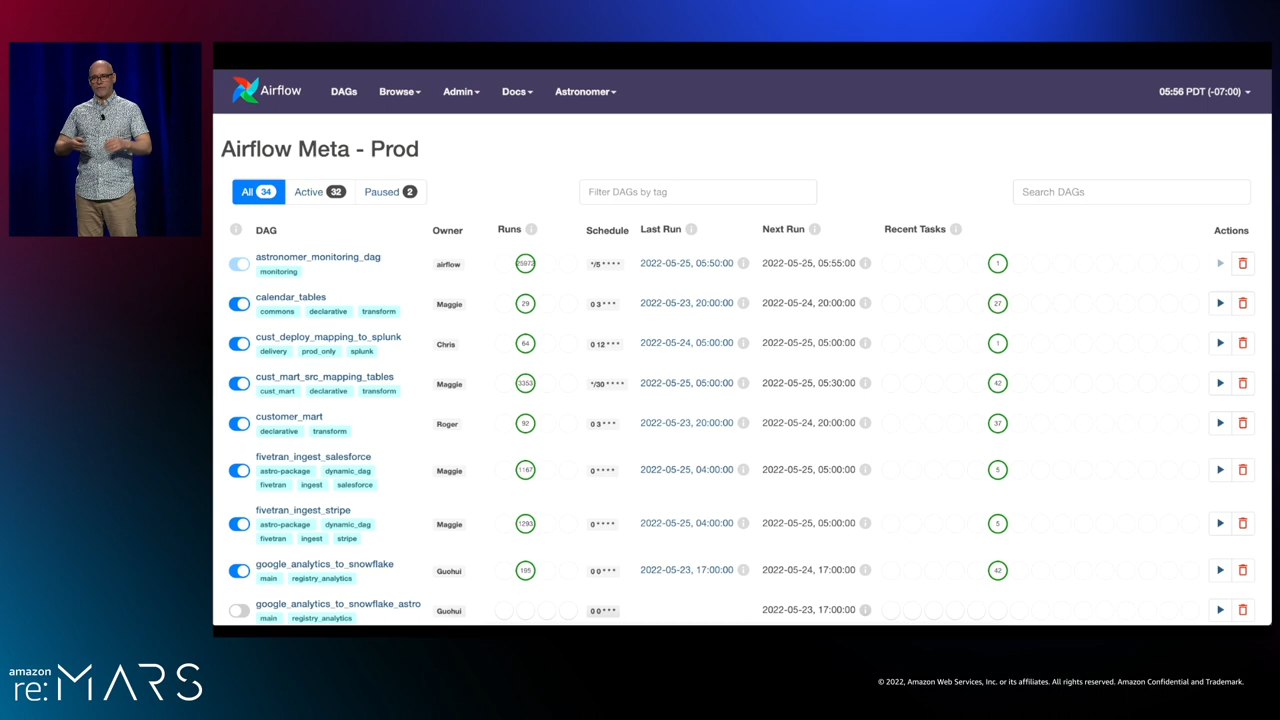 Airflow DAGs Browse Admin Docs Astronomer 05:56 PDT (-07:00)
Airflow Meta - Prod
All 34 Active 32 Paused 2 Filter DAGs by tag Search DAGs
DAG Owner Runs Schedule Last Run Next Run Recent Tasks Actions
astronomer_monitoring_dag
monitoring
airflow 25972 */5 * * * * 2022-05-25, 05:50:00 2022-05-25, 05:55:00 1
calendar_tables
commons declarative transform
Maggie 29 0 3 * * * 2022-05-23, 20:00:00 2022-05-24, 20:00:00 27
cust_deploy_mapping_to_splunk
delivery prod_only splunk
Chris 64 0 12 * * * 2022-05-24, 05:00:00 2022-05-25, 05:00:00 1
cust_mart_src_mapping_tables
cust_mart declarative transform
Maggie 3353 */30 * * * * 2022-05-25, 05:00:00 2022-05-25, 05:30:00 42
customer_mart
declarative transform
Roger 92 0 3 * * * 2022-05-23, 20:00:00 2022-05-24, 20:00:00 37
fivetran_ingest_salesforce
astro-package dynamic_dag
fivetran ingest salesforce
Maggie 1167 0 * * * * 2022-05-25, 04:00:00 2022-05-25, 05:00:00 5
fivetran_ingest_stripe
astro-package dynamic_dag
fivetran ingest stripe
Maggie 1293 0 * * * * 2022-05-25, 04:00:00 2022-05-25, 05:00:00 5
google_analytics_to_snowflake
main registry_analytics
Guohui 195 0 0 * * * 2022-05-23, 17:00:00 2022-05-24, 17:00:00 42
google_analytics_to_snowflake_astro
main registry_analytics
Guohui 0 0 * * * 2022-05-23, 17:00:00
amazon
re:MARS
© 2022, Amazon Web Services, Inc. or its affiliates. All rights reserved. Amazon Confidential and Trademark.